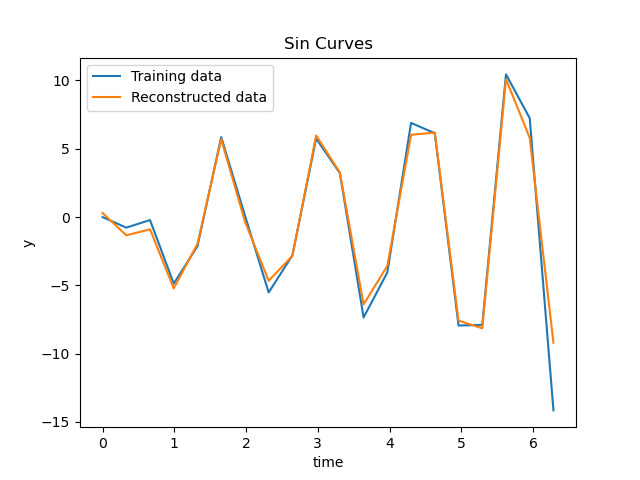 Sin Curves
Training data
Reconstructed data
10
5
0
−5
−10
−15
y
0 1 2 3 4 5 6
time